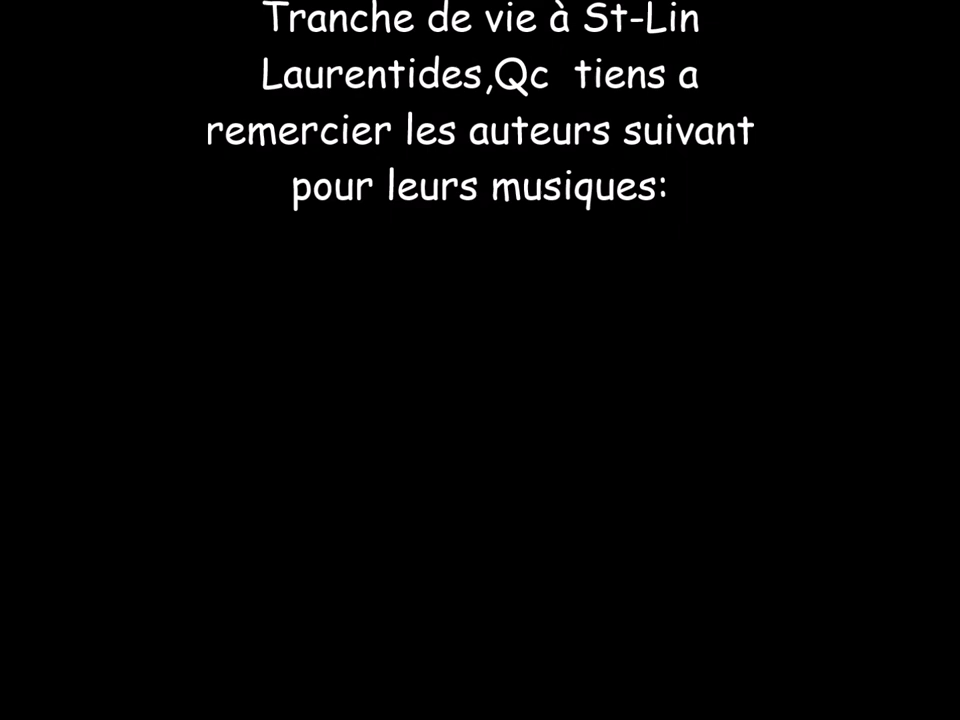 Tranche de vie à St-Lin
Laurentides,Qc  tiens a
remercier les auteurs suivant
pour leurs musiques: